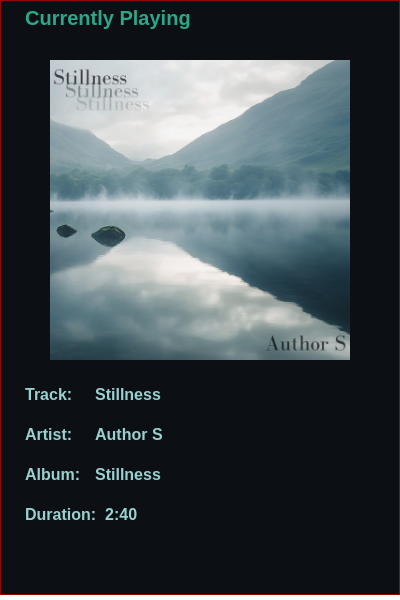 Currently Playing
Stillness
Stillness
Stillness
Author S
Track: Stillness
Artist: Author S
Album: Stillness
Duration: 2:40